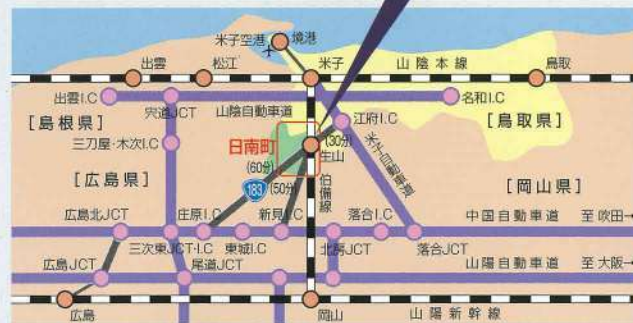 境港
米子空港
出雲
松江
米子
山陰本線
鳥取
出雲I.C
宍道JCT
山陰自動車道
名和I.C
[島根県]
江府I.C
[鳥取県]
三刀屋・木次I.C
日南町
(30分)
生山
米子自動車道
(60分)
[広島県]
183
(50分)
伯備線
[岡山県]
広島北JCT
庄原I.C
新見I.C
落合I.C
中国自動車道
至吹田→
三次東JCT・I.C
東城I.C
北房JCT
落合JCT
広島JCT
尾道JCT
山陽自動車道
至大阪→
広島
岡山
山陽新幹線